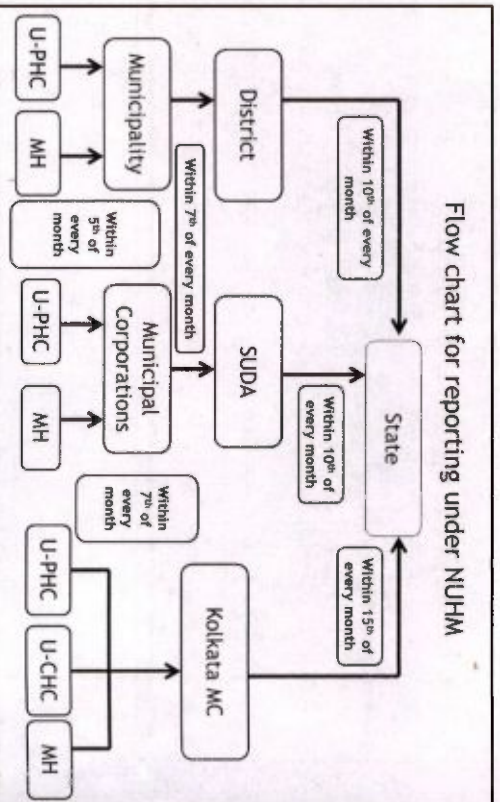 Flow chart for reporting under NUHM
State
Within 10th of every
month
Within 10th of
every month
Within 15th of
every month
District
SUDA
Kolkata MC
Within 7th of every month
Municipality
Municipal
Corporations
Within
5th of
every
month
Within
7th of
every
month
U-PHC
MH
U-PHC
MH
U-PHC
U-CHC
MH